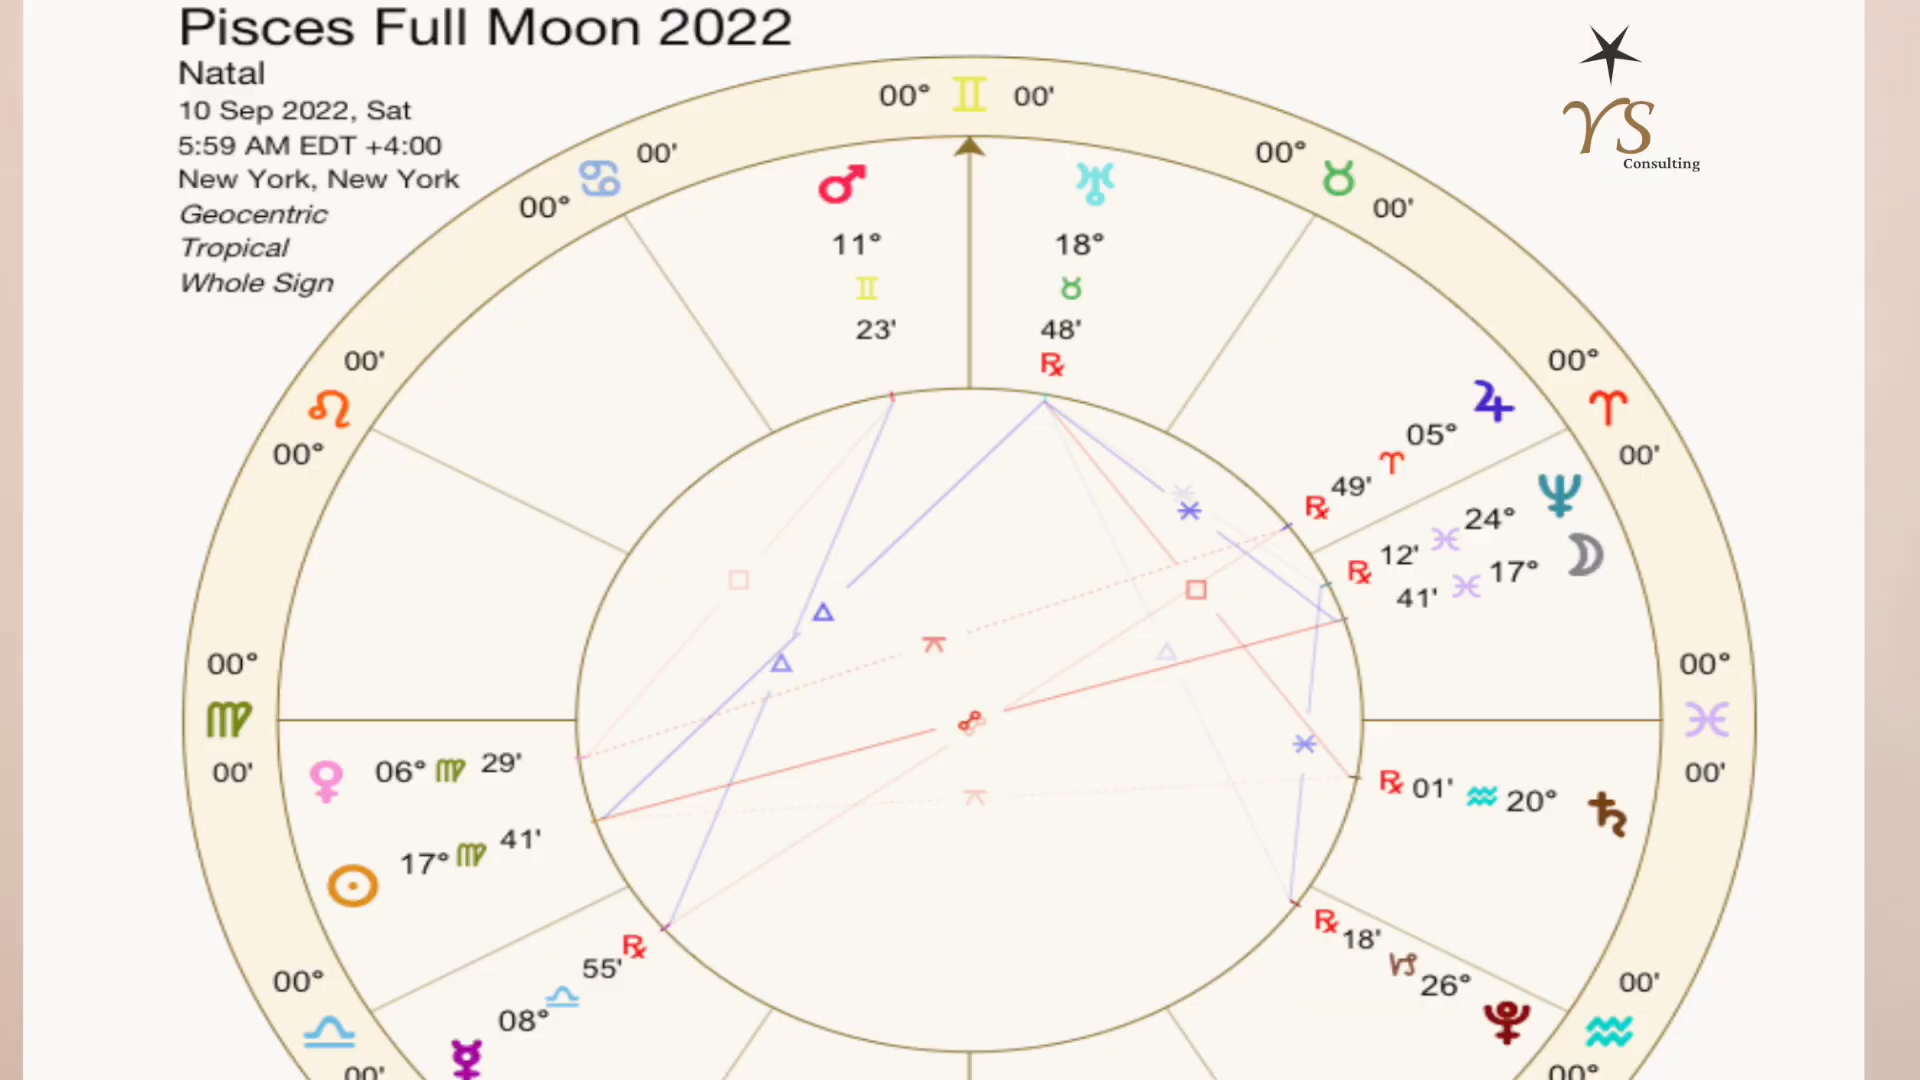 Pisces Full Moon 2022
Natal
10 Sep 2022, Sat
5:59 AM EDT +4:00
New York, New York
Geocentric
Tropical
Whole Sign
YS
Consulting
00° ♊ 00'
00° ♋ 00'
00° ♉ 00'
00° ♌ 00'
00° ♈ 00'
00° ♍ 00'
00° ♓ 00'
00° ♎ 00'
00° ♒ 00'
♂ 11° ♊ 23'
♅ 18° ♉ 48' ℞
♃ 05° ♈ 49' ℞
♆ 24° ♓ 12' ℞
☽ 17° ♓ 41'
♀ 06° ♍ 29'
☉ 17° ♍ 41'
♄ 20° ♒ 01' ℞
☿ 08° ♎ 55' ℞
♇ 26° ♑ 18' ℞